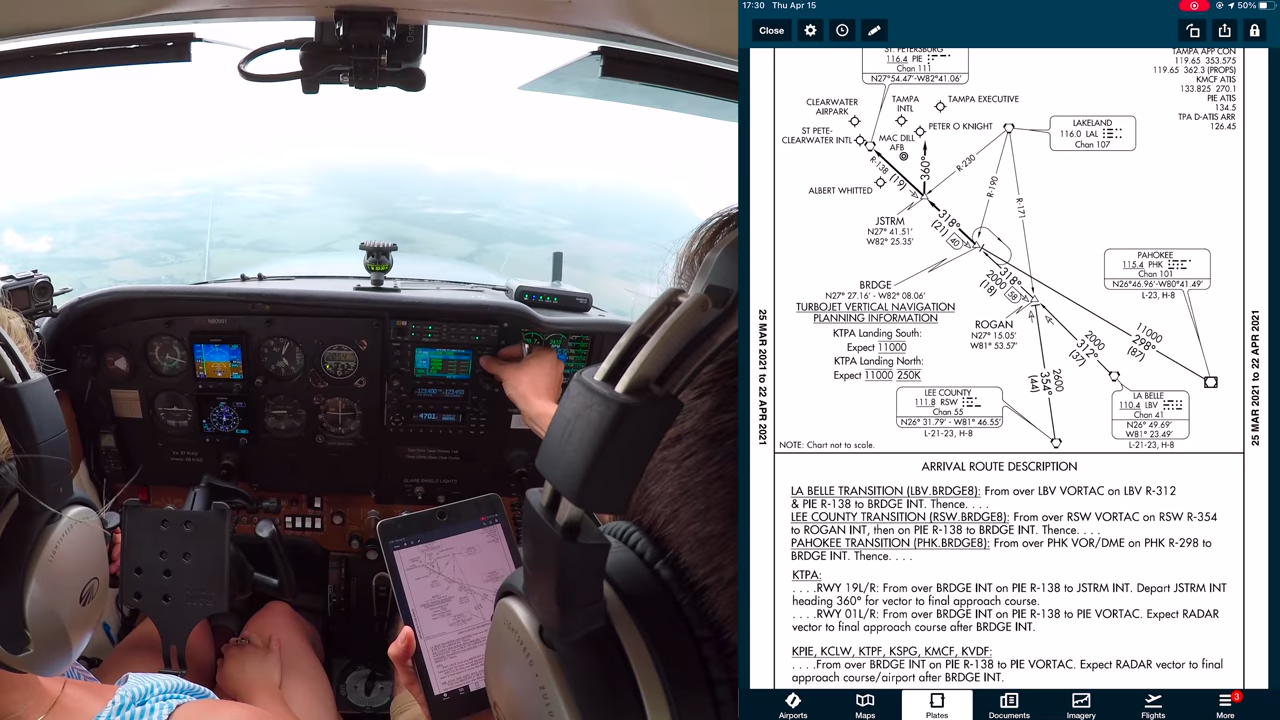 17:30 Thu Apr 15
50%
Close
ST. PETERSBURG
116.4 PIE
Chan 111
N27°54.47'-W82°41.06'
TAMPA APP CON
119.65 353.575
119.65 362.3 (PROPS)
KMCF ATIS
133.825 270.1
PIE ATIS
134.5
TPA D-ATIS ARR
126.45
CLEARWATER
AIRPARK
TAMPA
INTL
TAMPA EXECUTIVE
ST PETE-
CLEARWATER INTL
PETER O KNIGHT
MAC DILL
AFB
LAKELAND
116.0 LAL
Chan 107
ALBERT WHITTED
R-138
(19)
360°
R-230
R-190
R-171
JSTRM
N27° 41.51'
W82° 25.35'
318°
(21)
40
BRDGE
N27° 27.16' - W82° 08.06'
318°
2000
(18)
58
ROGAN
N27° 15.05'
W81° 53.57'
PAHOKEE
115.4 PHK
Chan 101
N26°46.96'-W80°41.49'
L-23, H-8
TURBOJET VERTICAL NAVIGATION
PLANNING INFORMATION
KTPA Landing South:
Expect 11000
KTPA Landing North:
Expect 11000 250K
11000
298°
(87)
2000
312°
(37)
2600
354°
(44)
LEE COUNTY
111.8 RSW
Chan 55
N26° 31.79' - W81° 46.55'
L-21-23, H-8
LA BELLE
110.4 LBV
Chan 41
N26° 49.69'
W81° 23.49'
L-21-23, H-8
NOTE: Chart not to scale.
25 MAR 2021 to 22 APR 2021
25 MAR 2021 to 22 APR 2021
ARRIVAL ROUTE DESCRIPTION
LA BELLE TRANSITION (LBV.BRDGE8): From over LBV VORTAC on LBV R-312
& PIE R-138 to BRDGE INT. Thence. . . .
LEE COUNTY TRANSITION (RSW.BRDGE8): From over RSW VORTAC on RSW R-354
to ROGAN INT, then on PIE R-138 to BRDGE INT. Thence. . . .
PAHOKEE TRANSITION (PHK.BRDGE8): From over PHK VOR/DME on PHK R-298 to
BRDGE INT. Thence. . . .
KTPA:
. . . .RWY 19L/R: From over BRDGE INT on PIE R-138 to JSTRM INT. Depart JSTRM INT
heading 360° for vector to final approach course.
. . . .RWY 01L/R: From over BRDGE INT on PIE R-138 to PIE VORTAC. Expect RADAR
vector to final approach course after BRDGE INT.
KPIE, KCLW, KTPF, KSPG, KMCF, KVDF:
. . . .From over BRDGE INT on PIE R-138 to PIE VORTAC. Expect RADAR vector to final
approach course/airport after BRDGE INT.
Airports
Maps
Plates
Documents
Imagery
Flights
More
3
GLARE SHIELD LIGHTS
4701
LIGHTSPEED